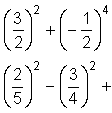 (3/2)² + (−1/2)⁴
(2/5)² − (3/4)² +